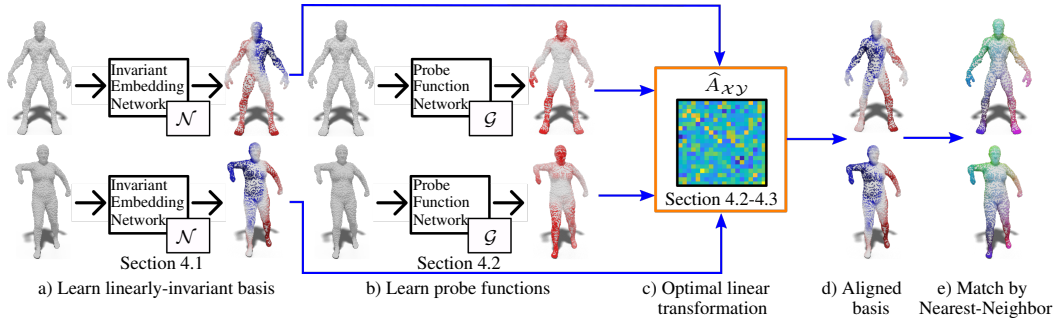 Invariant
Embedding
Network
𝒩
Probe
Function
Network
𝒢
Â𝒳𝒴
Invariant
Embedding
Network
𝒩
Probe
Function
Network
𝒢
Section 4.2-4.3
Section 4.1
Section 4.2
a) Learn linearly-invariant basis
b) Learn probe functions
c) Optimal linear
transformation
d) Aligned
basis
e) Match by
Nearest-Neighbor